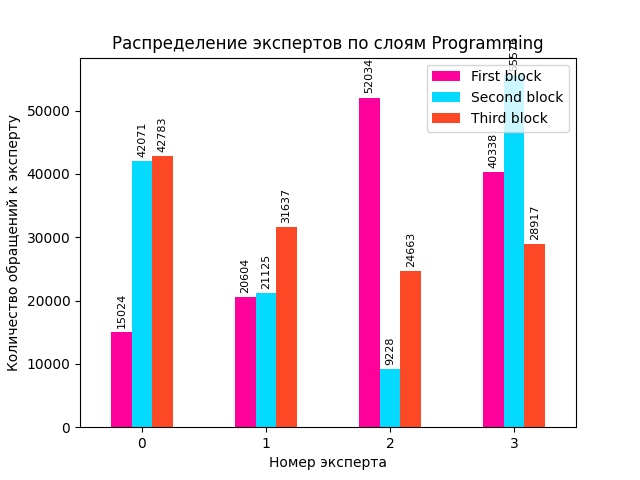 Распределение экспертов по слоям Programming
Количество обращений к эксперту
50000
40000
30000
20000
10000
0
15024
42071
42783
20604
21125
31637
52034
9228
24663
40338
55576
28917
First block
Second block
Third block
0 1 2 3
Номер эксперта